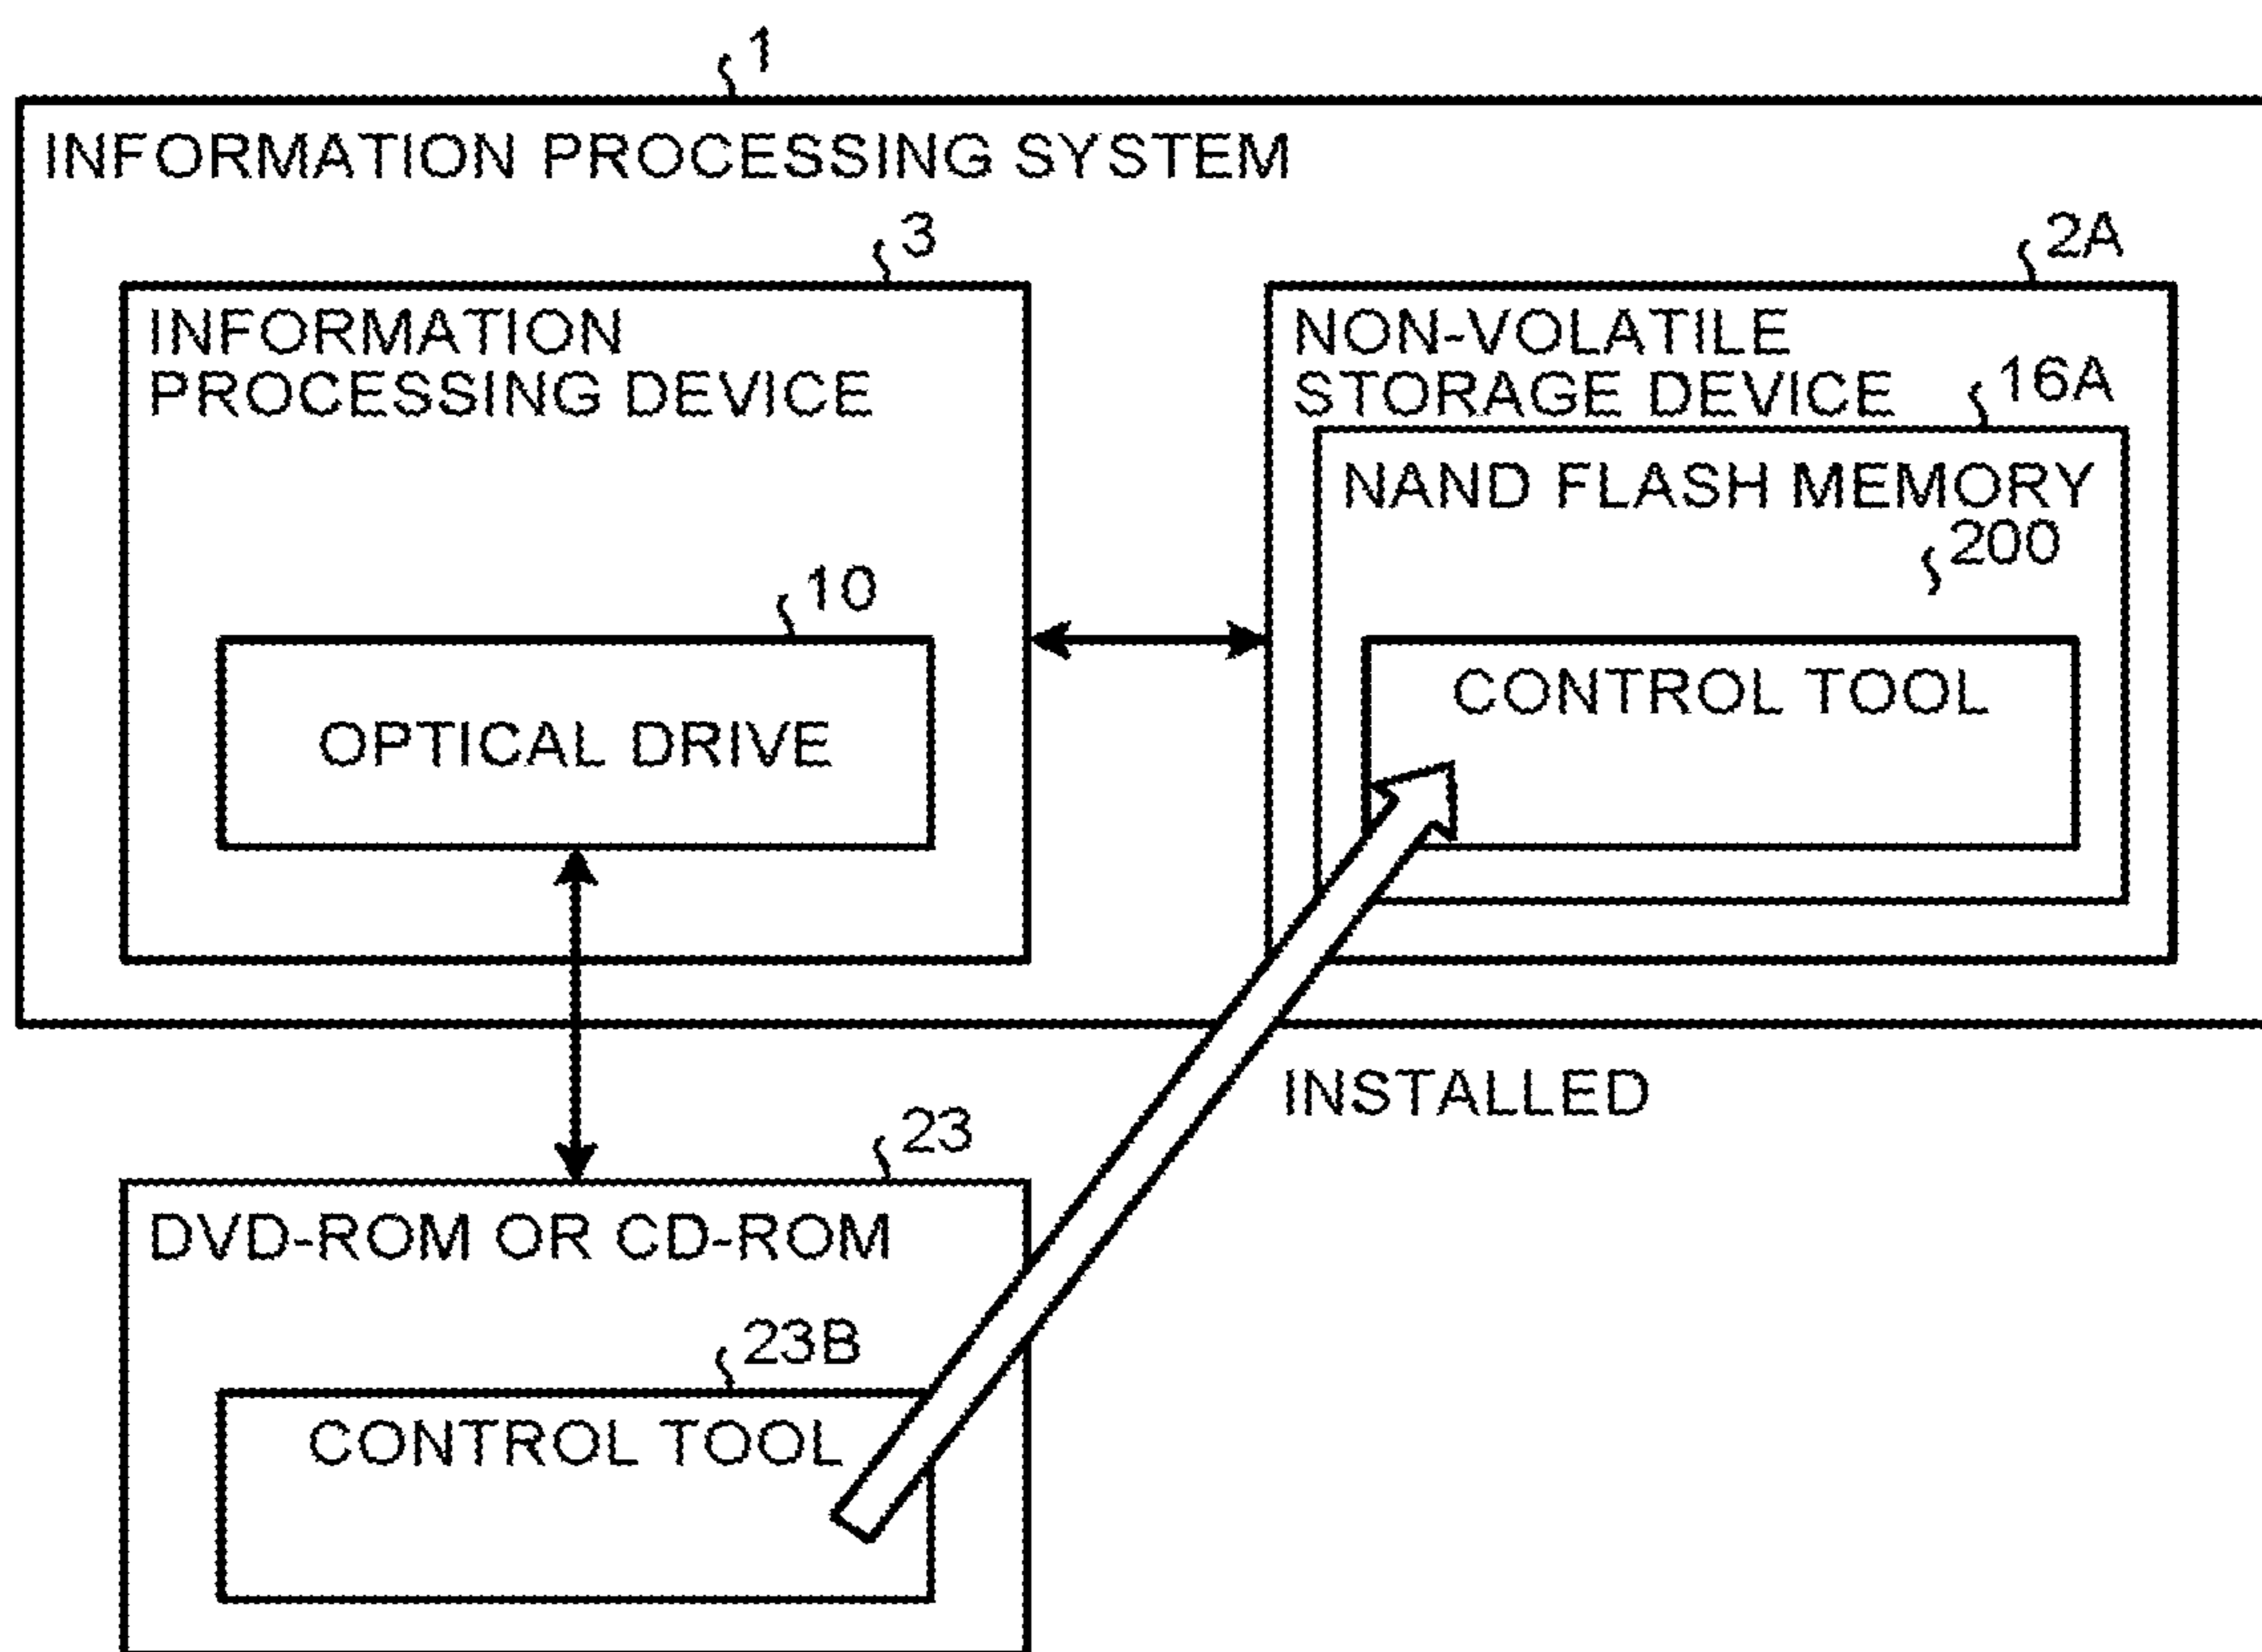 1
INFORMATION PROCESSING SYSTEM
3
INFORMATION
PROCESSING DEVICE
10
OPTICAL DRIVE
2A
NON-VOLATILE
STORAGE DEVICE
16A
NAND FLASH MEMORY
200
CONTROL TOOL
INSTALLED
23
DVD-ROM OR CD-ROM
23B
CONTROL TOOL